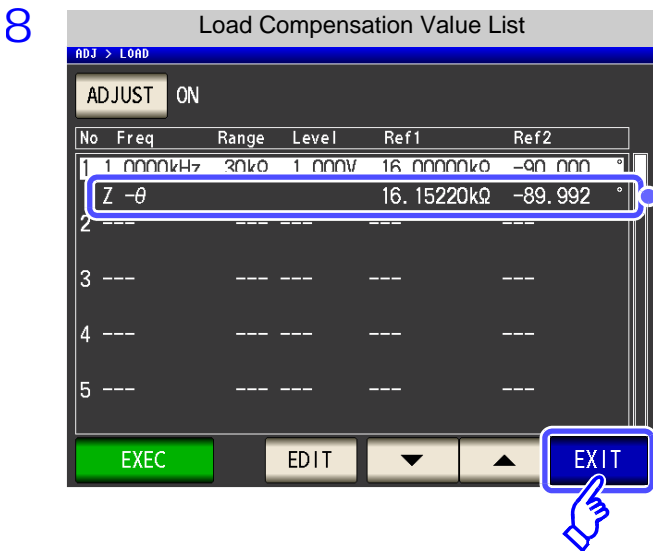 8
Load Compensation Value List
ADJ > LOAD
ADJUST ON
No Freq Range Level Ref1 Ref2
1 1.0000kHz 30kΩ 1.000V 16.00000kΩ -90.000 °
Z -θ 16.15220kΩ -89.992 °
2 --- --- --- --- ---
3 --- --- --- --- ---
4 --- --- --- --- ---
5 --- --- --- --- ---
EXEC EDIT ▼ ▲ EXIT